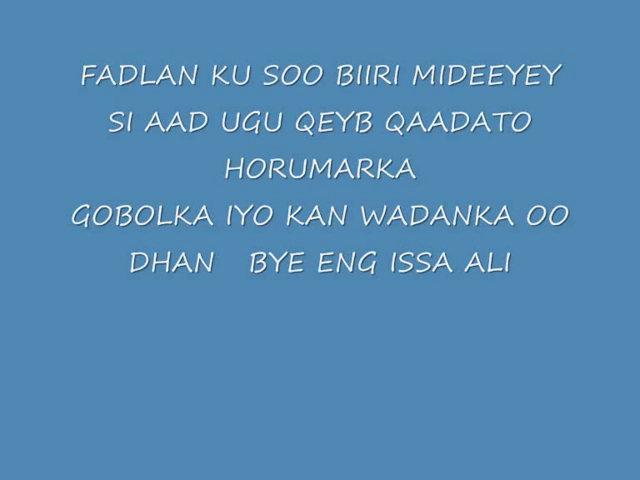 FADLAN KU SOO BIIRI MIDEEYEY
SI AAD UGU QEYB QAADATO
HORUMARKA
GOBOLKA IYO KAN WADANKA OO
DHAN BYE ENG ISSA ALI